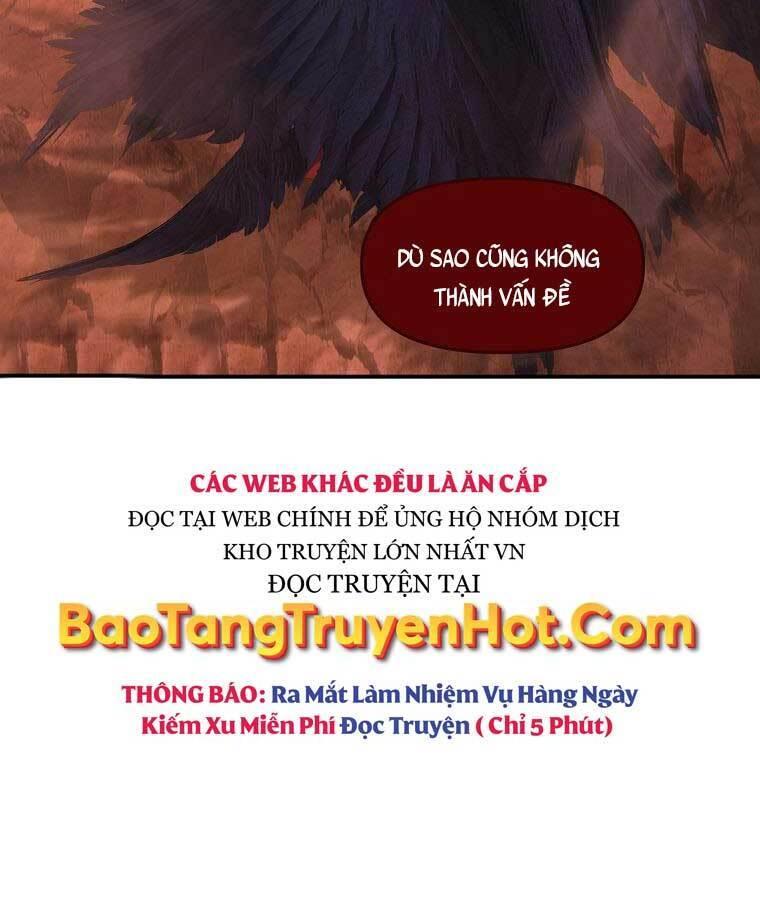 DÙ SAO CŨNG KHÔNG
THÀNH VẤN ĐỀ
CÁC WEB KHÁC ĐỀU LÀ ĂN CẮP
ĐỌC TẠI WEB CHÍNH ĐỂ ỦNG HỘ NHÓM DỊCH
KHO TRUYỆN LỚN NHẤT VN
ĐỌC TRUYỆN TẠI
BaoTangTruyenHot.Com
THÔNG BÁO: Ra Mắt Làm Nhiệm Vụ Hàng Ngày
Kiếm Xu Miễn Phí Đọc Truyện ( Chỉ 5 Phút)